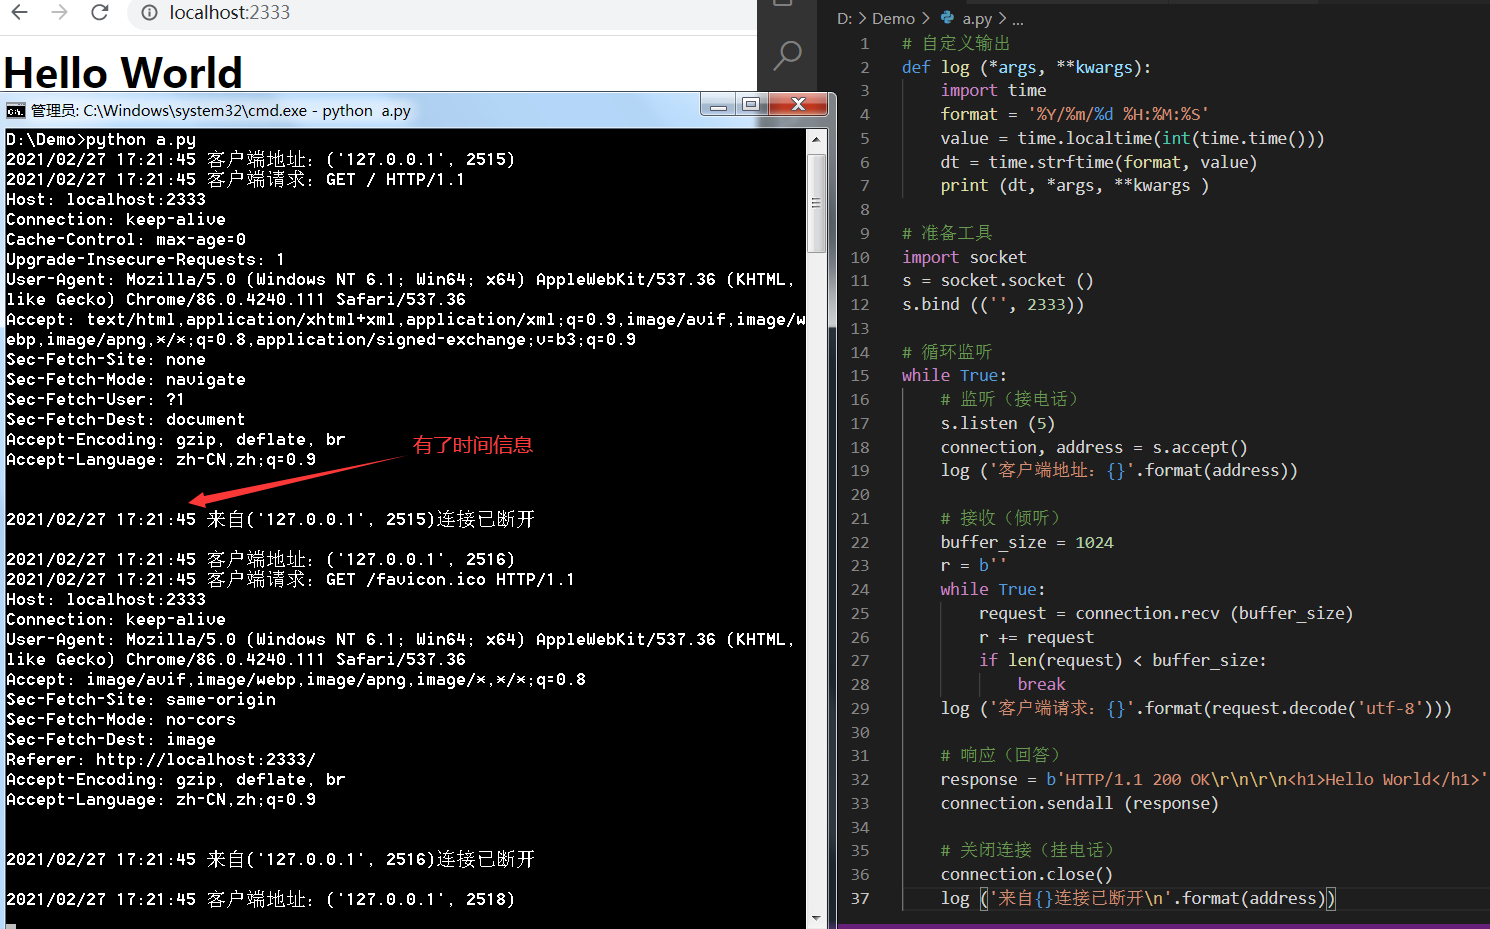 localhost:2333
Hello World
管理员: C:\Windows\system32\cmd.exe - python  a.py
D:\Demo>python a.py
2021/02/27 17:21:45 客户端地址：('127.0.0.1', 2515)
2021/02/27 17:21:45 客户端请求：GET / HTTP/1.1
Host: localhost:2333
Connection: keep-alive
Cache-Control: max-age=0
Upgrade-Insecure-Requests: 1
User-Agent: Mozilla/5.0 (Windows NT 6.1; Win64; x64) AppleWebKit/537.36 (KHTML,
like Gecko) Chrome/86.0.4240.111 Safari/537.36
Accept: text/html,application/xhtml+xml,application/xml;q=0.9,image/avif,image/w
ebp,image/apng,*/*;q=0.8,application/signed-exchange;v=b3;q=0.9
Sec-Fetch-Site: none
Sec-Fetch-Mode: navigate
Sec-Fetch-User: ?1
Sec-Fetch-Dest: document
Accept-Encoding: gzip, deflate, br
Accept-Language: zh-CN,zh;q=0.9
有了时间信息
2021/02/27 17:21:45 来自('127.0.0.1', 2515)连接已断开
2021/02/27 17:21:45 客户端地址：('127.0.0.1', 2516)
2021/02/27 17:21:45 客户端请求：GET /favicon.ico HTTP/1.1
Host: localhost:2333
Connection: keep-alive
User-Agent: Mozilla/5.0 (Windows NT 6.1; Win64; x64) AppleWebKit/537.36 (KHTML,
like Gecko) Chrome/86.0.4240.111 Safari/537.36
Accept: image/avif,image/webp,image/apng,image/*,*/*;q=0.8
Sec-Fetch-Site: same-origin
Sec-Fetch-Mode: no-cors
Sec-Fetch-Dest: image
Referer: http://localhost:2333/
Accept-Encoding: gzip, deflate, br
Accept-Language: zh-CN,zh;q=0.9
2021/02/27 17:21:45 来自('127.0.0.1', 2516)连接已断开
2021/02/27 17:21:45 客户端地址：('127.0.0.1', 2518)
D: > Demo > a.py > ...
1 # 自定义输出
2 def log (*args, **kwargs):
3     import time
4     format = '%Y/%m/%d %H:%M:%S'
5     value = time.localtime(int(time.time()))
6     dt = time.strftime(format, value)
7     print (dt, *args, **kwargs )
8
9 # 准备工具
10 import socket
11 s = socket.socket ()
12 s.bind (('', 2333))
13
14 # 循环监听
15 while True:
16     # 监听（接电话）
17     s.listen (5)
18     connection, address = s.accept()
19     log ('客户端地址：{}'.format(address))
20
21     # 接收（倾听）
22     buffer_size = 1024
23     r = b''
24     while True:
25         request = connection.recv (buffer_size)
26         r += request
27         if len(request) < buffer_size:
28             break
29     log ('客户端请求：{}'.format(request.decode('utf-8')))
30
31     # 响应（回答）
32     response = b'HTTP/1.1 200 OK\r\n\r\n<h1>Hello World</h1>'
33     connection.sendall (response)
34
35     # 关闭连接（挂电话）
36     connection.close()
37     log ('来自{}连接已断开\n'.format(address))